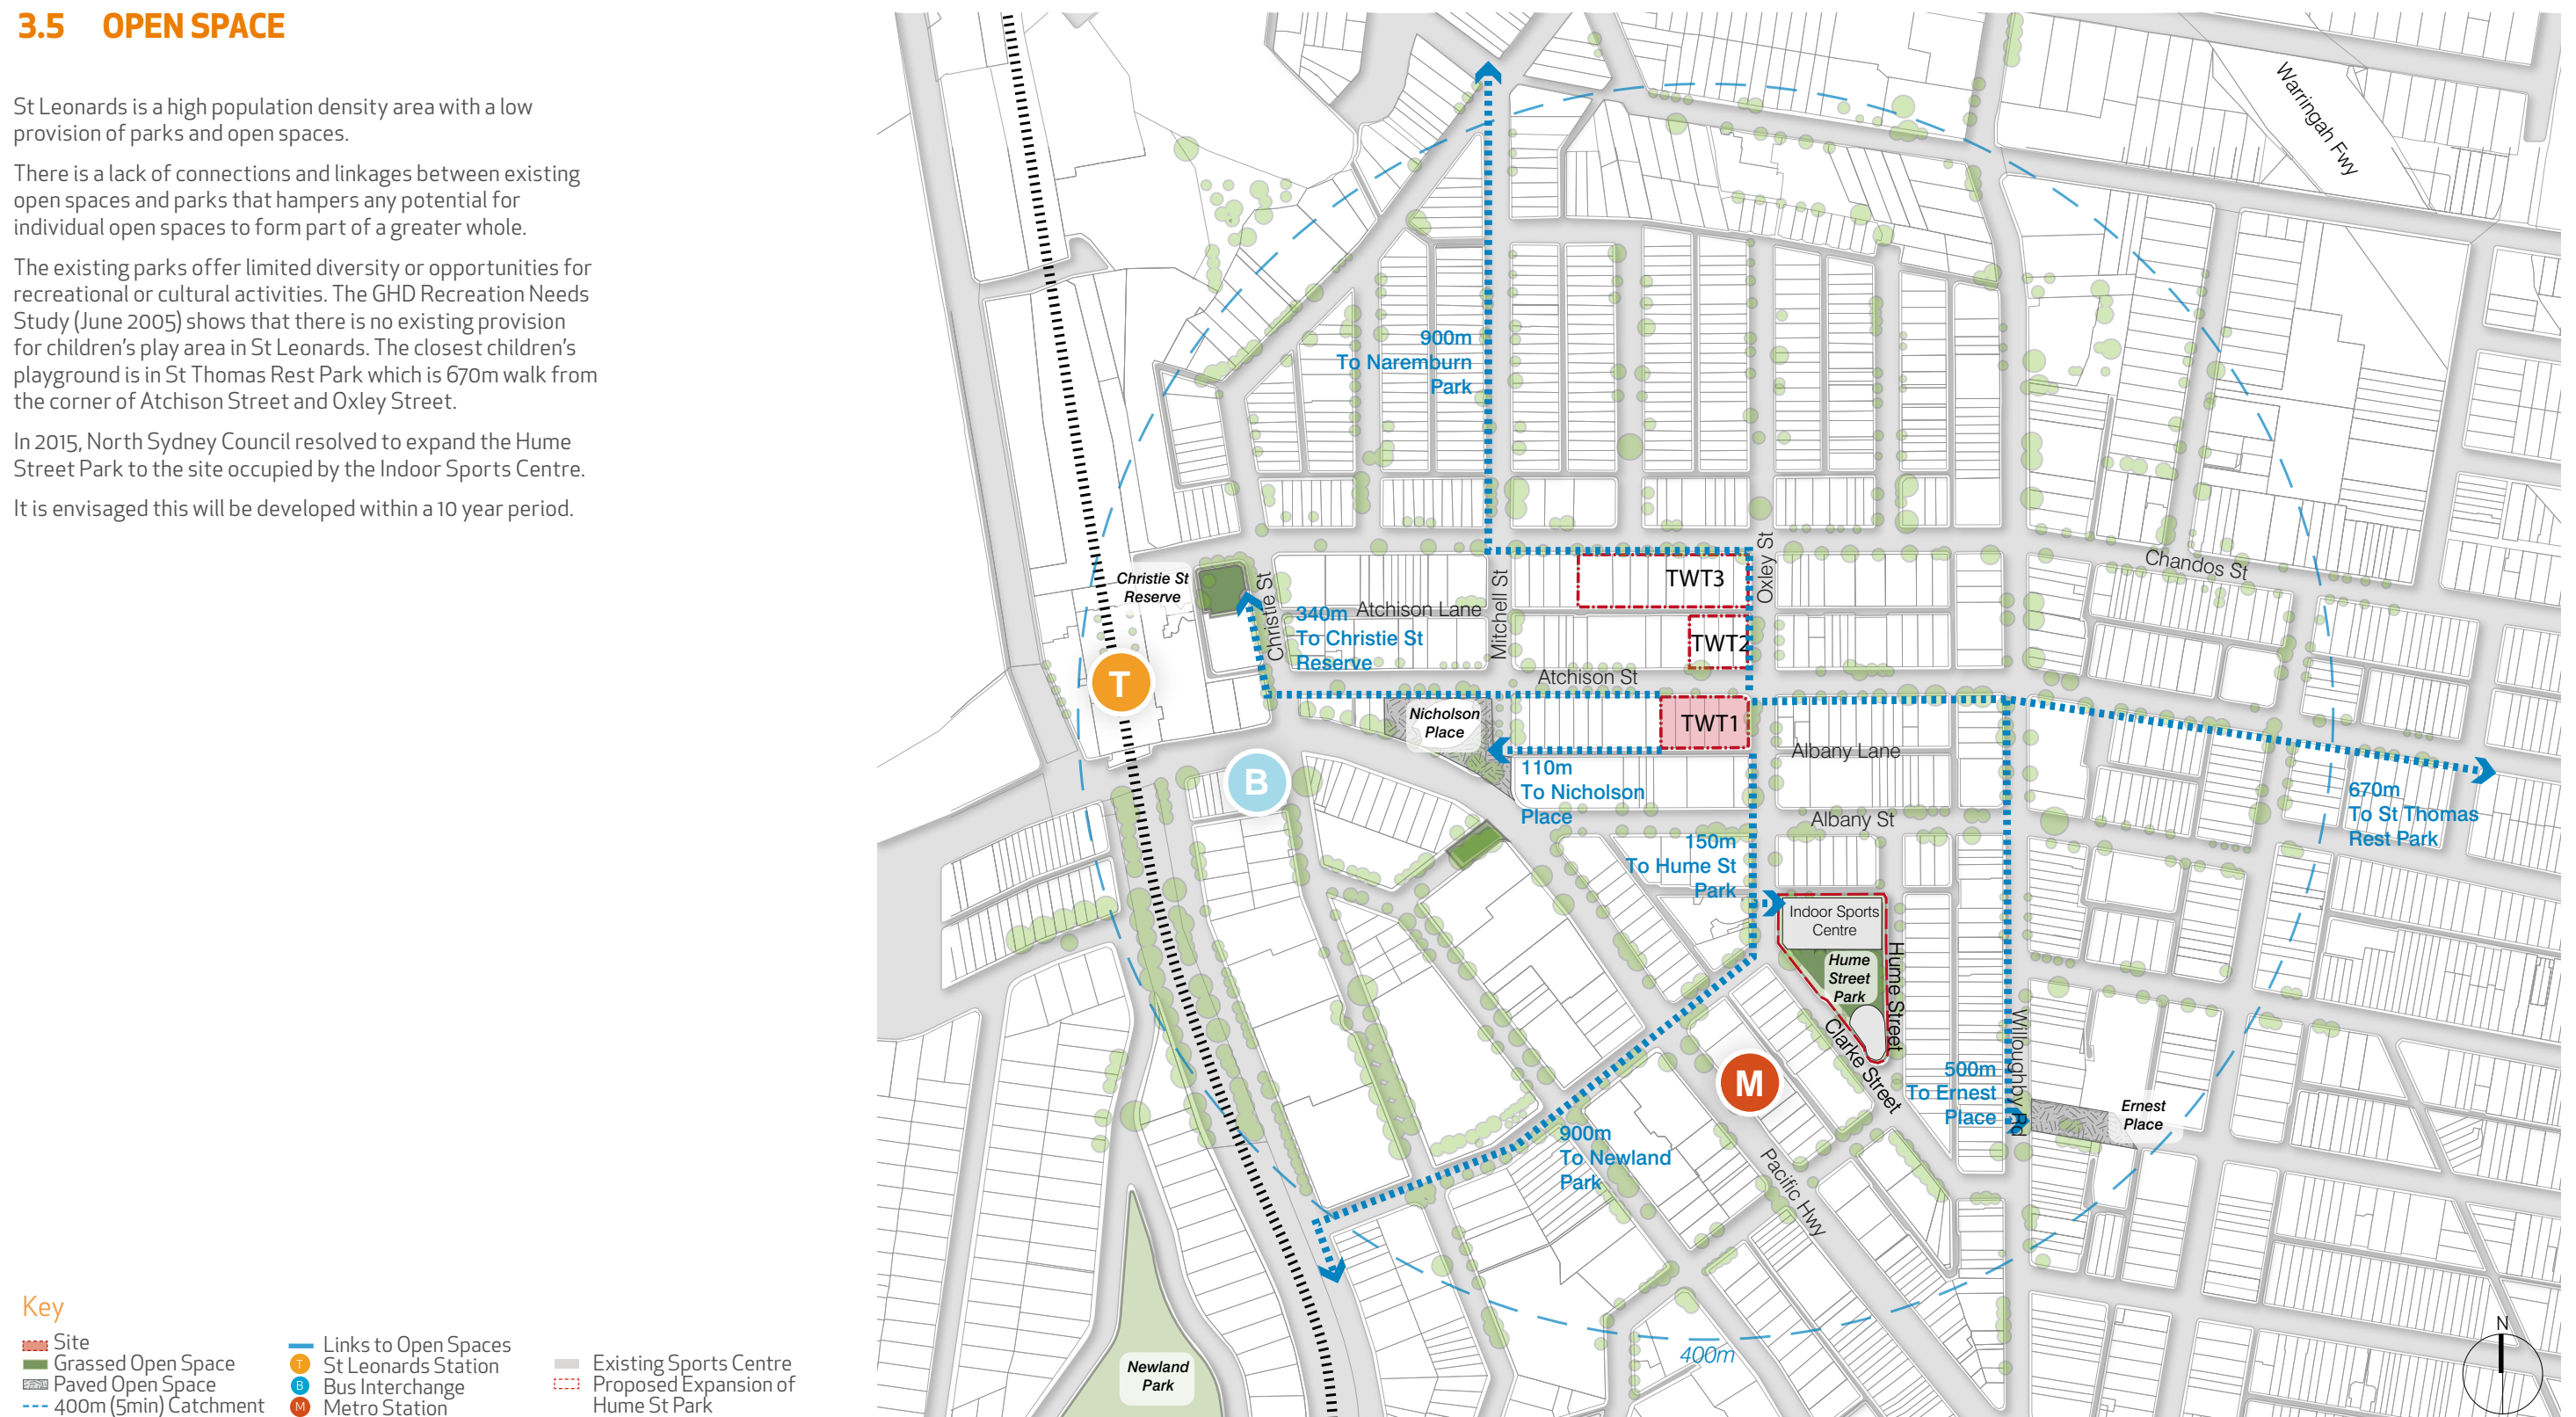 3.5 OPEN SPACE
St Leonards is a high population density area with a low
provision of parks and open spaces.
There is a lack of connections and linkages between existing
open spaces and parks that hampers any potential for
individual open spaces to form part of a greater whole.
The existing parks offer limited diversity or opportunities for
recreational or cultural activities. The GHD Recreation Needs
Study (June 2005) shows that there is no existing provision
for children's play area in St Leonards. The closest children's
playground is in St Thomas Rest Park which is 670m walk from
the corner of Atchison Street and Oxley Street.
In 2015, North Sydney Council resolved to expand the Hume
Street Park to the site occupied by the Indoor Sports Centre.
It is envisaged this will be developed within a 10 year period.
Key
Site
Grassed Open Space
Paved Open Space
400m (5min) Catchment
Links to Open Spaces
T St Leonards Station
B Bus Interchange
M Metro Station
Existing Sports Centre
Proposed Expansion of
Hume St Park
Warringah Fwy
900m
To Naremburn
Park
Christie St
Reserve
Christie St
340m
To Christie St
Reserve
Atchison Lane
Mitchell St
TWT3
TWT2
Oxley St
Chandos St
Atchison St
T
Nicholson
Place
TWT1
Albany Lane
B
110m
To Nicholson
Place
670m
To St Thomas
Rest Park
Albany St
150m
To Hume St
Park
Indoor Sports
Centre
Hume
Street
Park
Hume Street
Clarke Street
M
500m
To Ernest
Place
Willoughby Rd
Ernest
Place
900m
To Newland
Park
Pacific Hwy
400m
Newland
Park
N